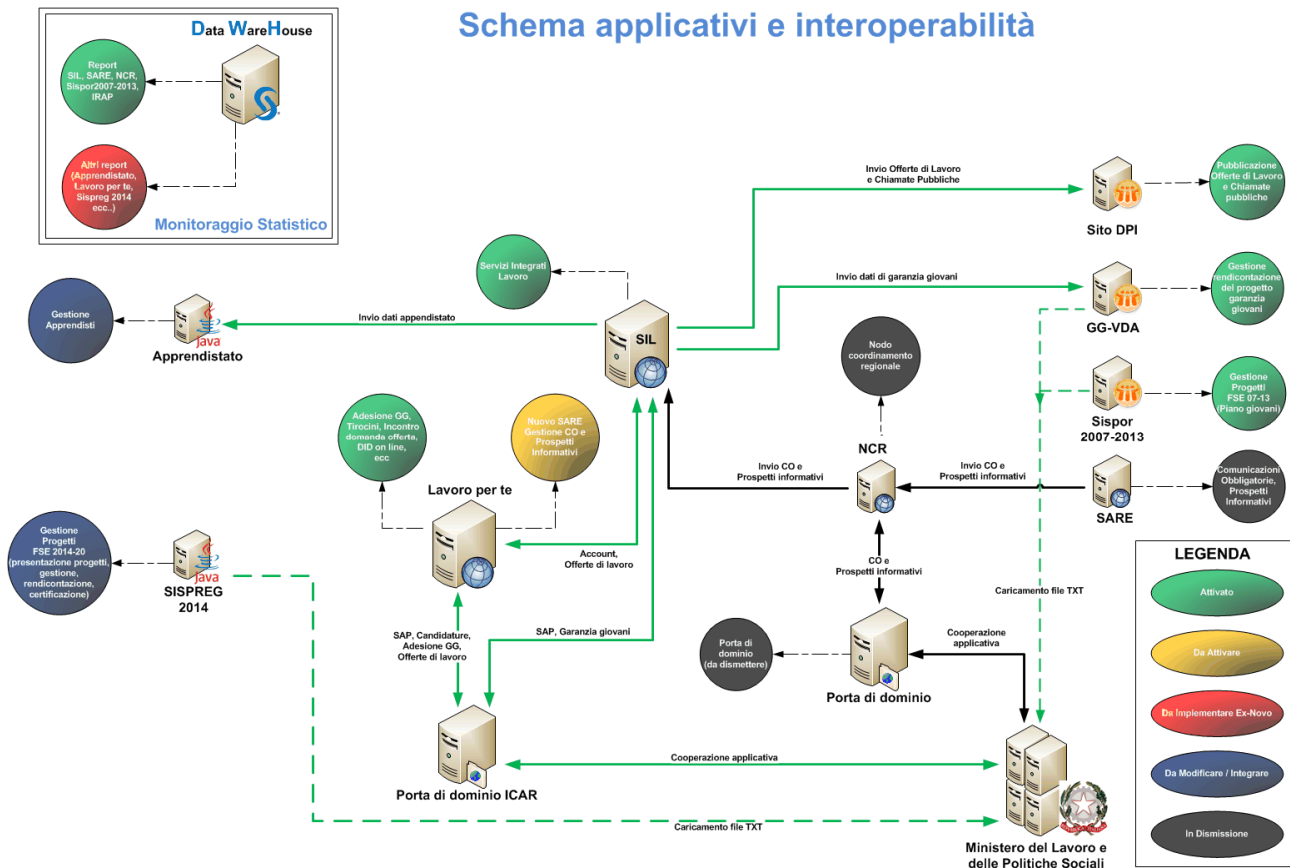 Schema applicativi e interoperabilità
Data WareHouse
Report
SIL, SARE, NCR,
Sispor2007-2013,
IRAP
Altri report
(Apprendistato,
Lavoro per te,
Sispreg 2014
ecc..)
Monitoraggio Statistico
Invio Offerte di Lavoro
e Chiamate Pubbliche
Pubblicazione
Offerte di Lavoro
e Chiamate
pubbliche
Sito DPI
Servizi Integrati
Lavoro
Invio dati di garanzia giovani
Gestione
rendicontazione
del progetto
garanzia
giovani
GG-VDA
Gestione
Apprendisti
Java
Apprendistato
Invio dati appendistato
SIL
Nodo
coordinamento
regionale
Gestione
Progetti
FSE 07-13
(Piano giovani)
Sispor
2007-2013
Adesione GG,
Tirocini, Incontro
domanda offerta,
DID on line,
ecc
Nuovo SARE
Gestione CO e
Prospetti
Informativi
NCR
Invio CO e
Prospetti informativi
Invio CO e
Prospetti informativi
Comunicazioni
Obbligatorie,
Prospetti
Informativi
SARE
Lavoro per te
Gestione
Progetti
FSE 2014-20
(presentazione progetti,
gestione,
rendicontazione,
certificazione)
Java
SISPREG
2014
Account,
Offerte di lavoro
CO e
Prospetti informativi
Caricamento file TXT
SAP, Candidature,
Adesione GG,
Offerte di lavoro
SAP, Garanzia giovani
Porta di
dominio
(da dismettere)
Cooperazione
applicativa
Porta di dominio
Porta di dominio ICAR
Cooperazione applicativa
Caricamento file TXT
Ministero del Lavoro e
delle Politiche Sociali
LEGENDA
Attivato
Da Attivare
Da Implementare Ex-Novo
Da Modificare / Integrare
In Dismissione